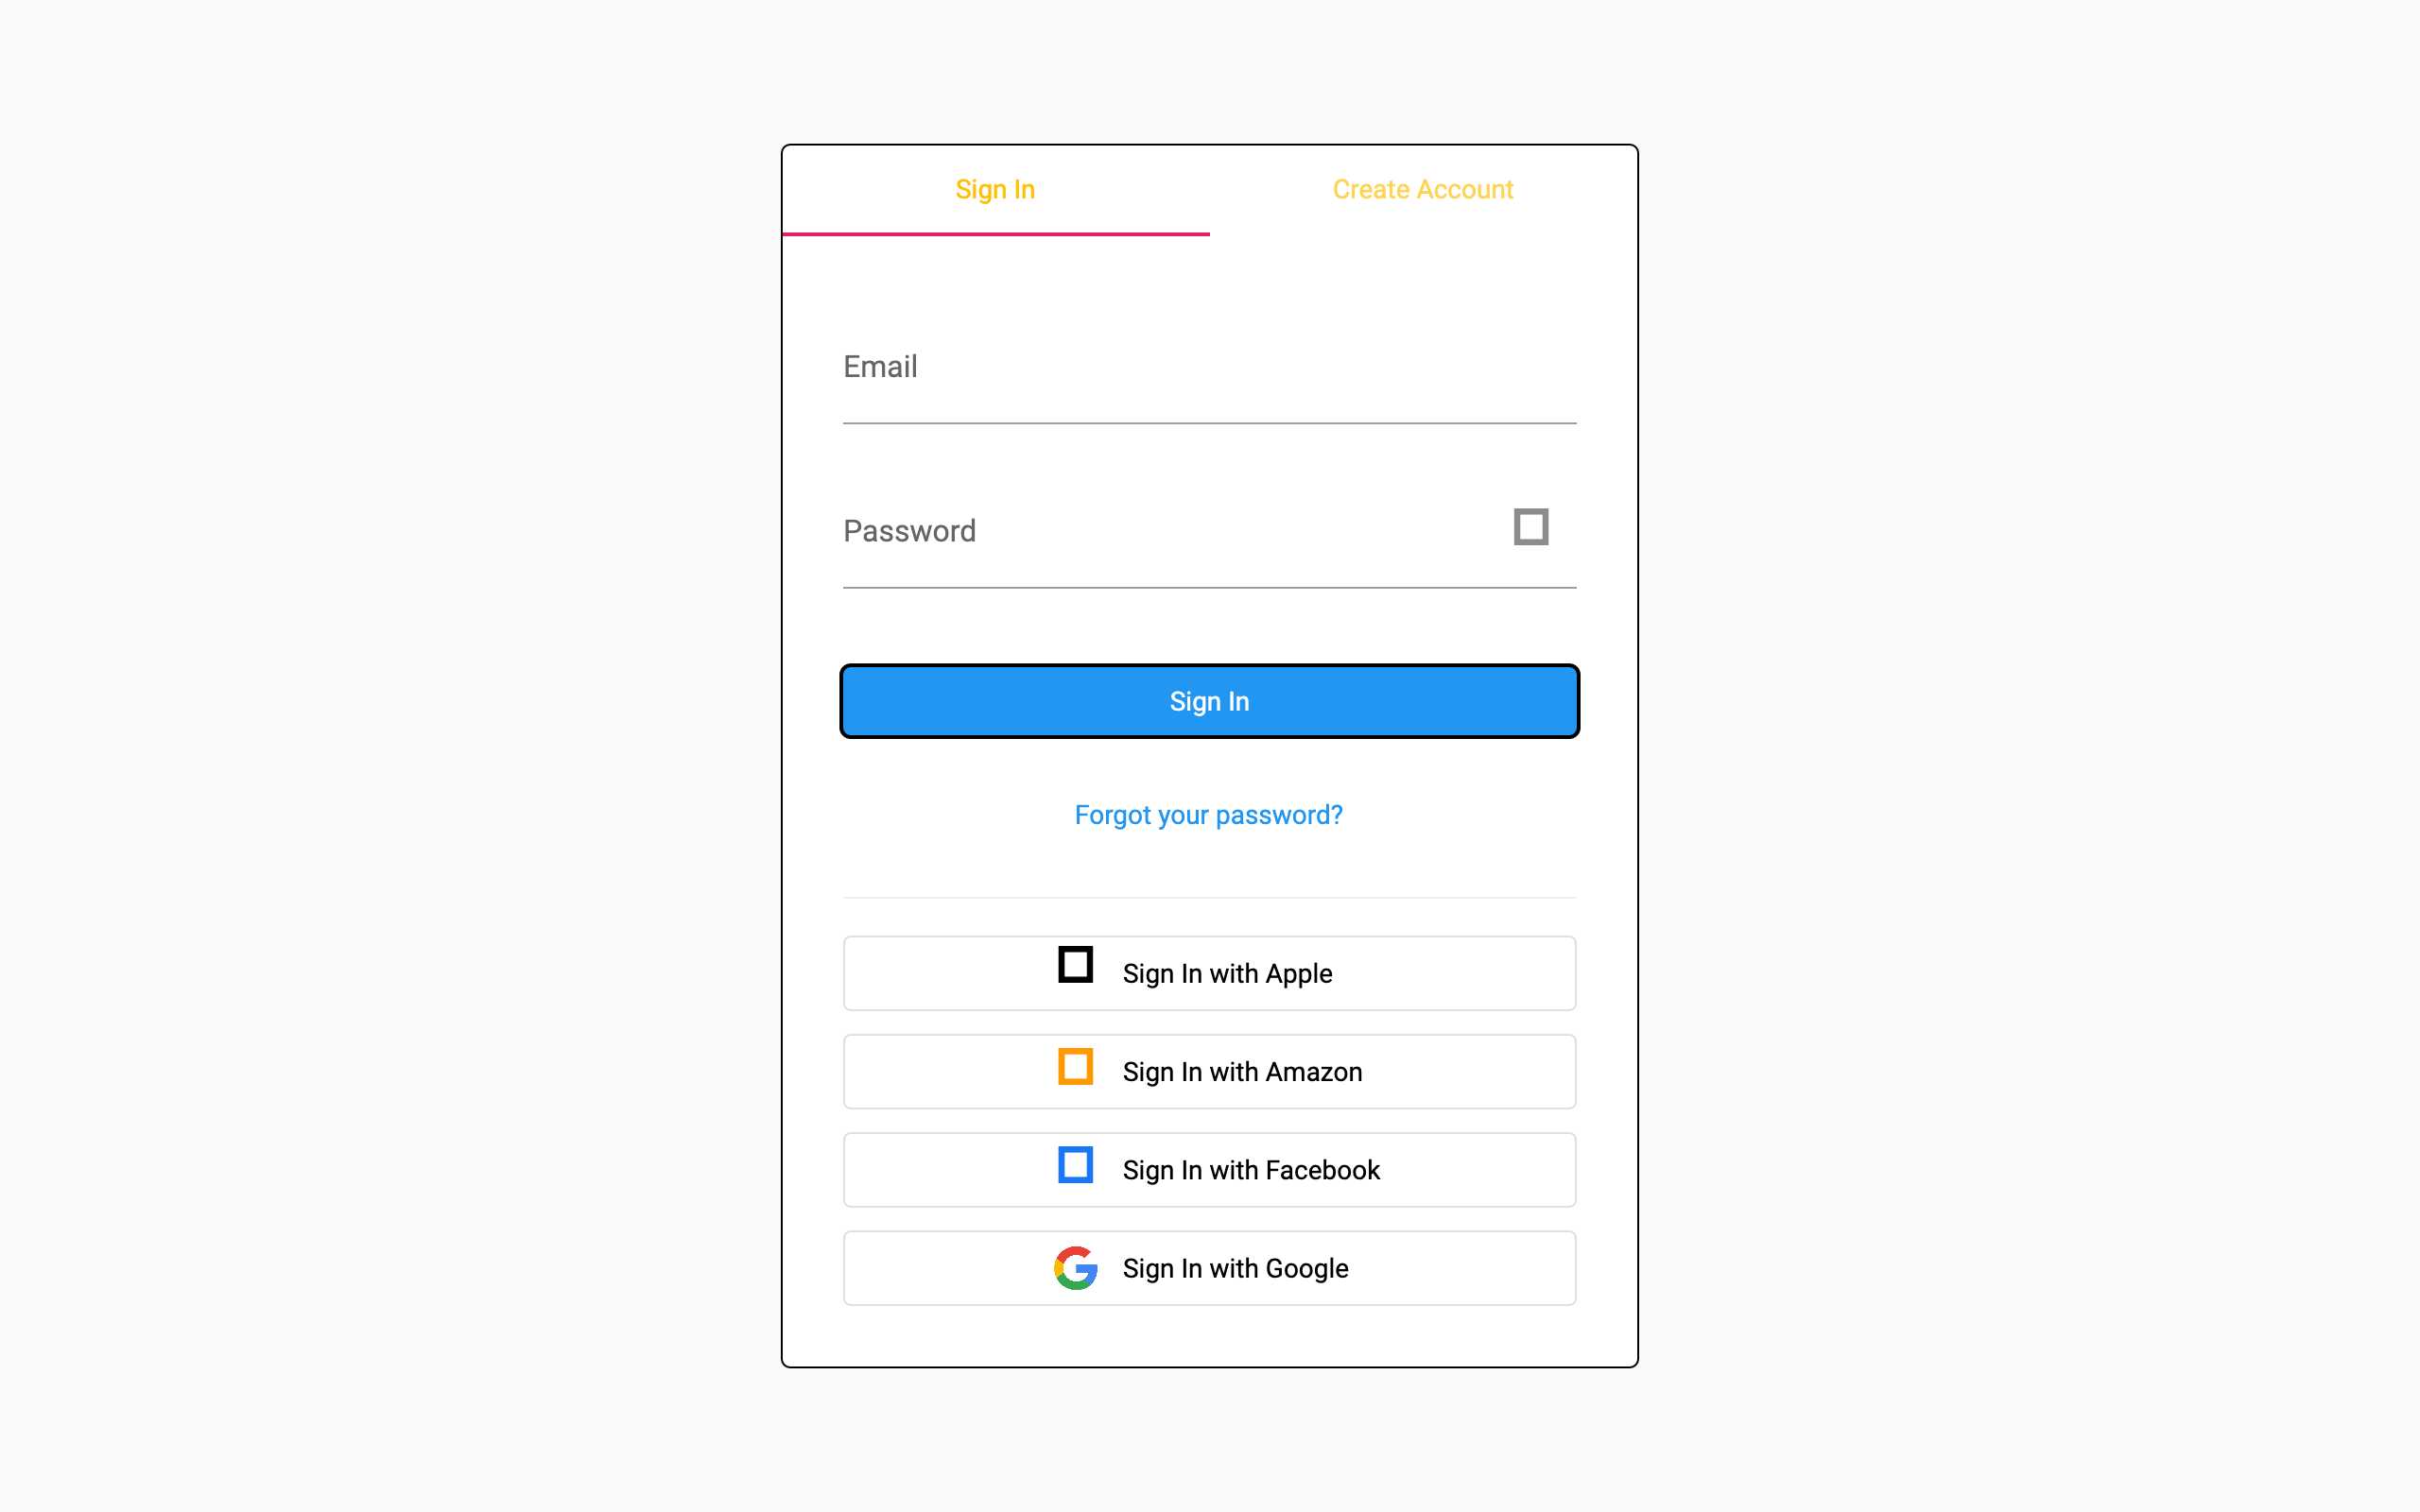 Sign In
Create Account
Email
Password
Sign In
Forgot your password?
Sign In with Apple
Sign In with Amazon
Sign In with Facebook
Sign In with Google